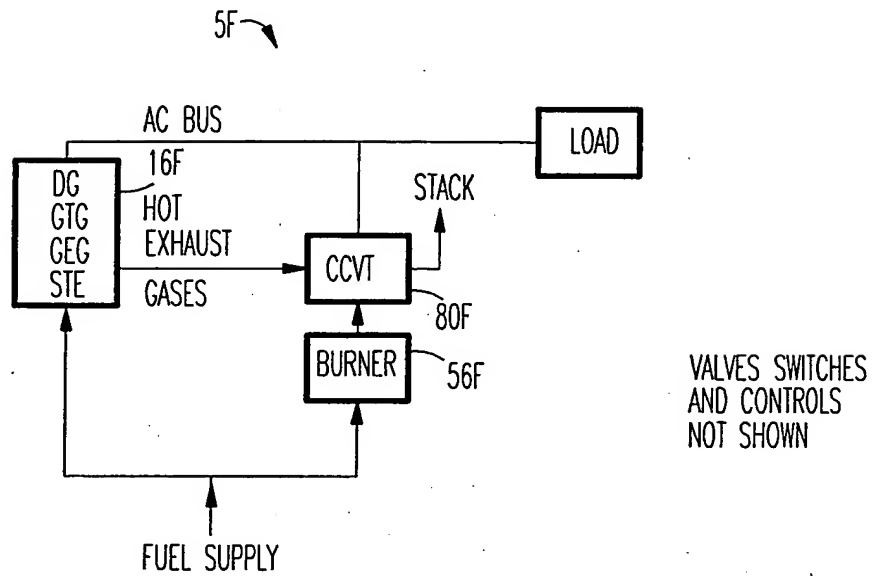 5F
AC BUS
LOAD
16F
DG
GTG
GEG
STE
HOT
EXHAUST
GASES
STACK
CCVT
80F
BURNER
56F
VALVES SWITCHES
AND CONTROLS
NOT SHOWN
FUEL SUPPLY